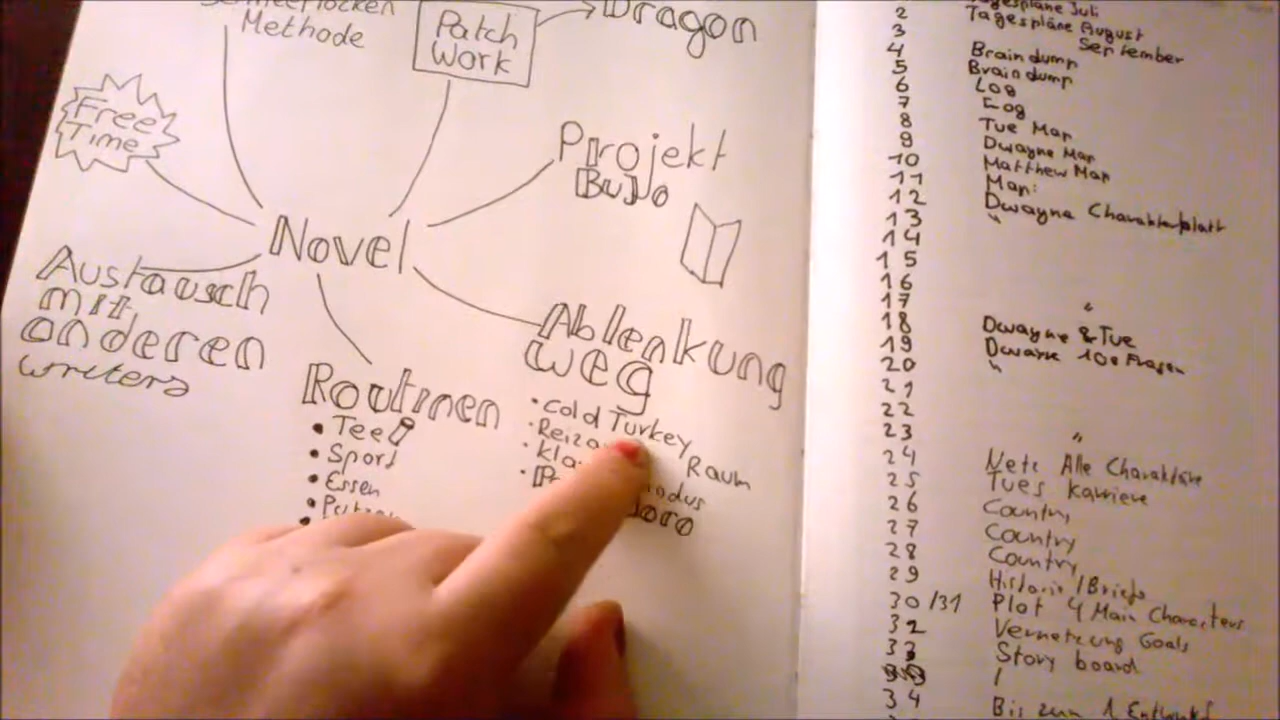 Methode
Patch
Work
Dragon
Free
Time
Projekt
BuJo
Novel
Austausch
mit
anderen
writers
Ablenkung
weg
• Cold Turkey
Raum
Routinen
• Tee
• Sport
• Essen
2 Tagespläne Juli
3 Tagespläne August
September
4 Braindump
5 Braindump
6 Log
7 Log
8 Tue Map
9 Dwayne Map
10 Matthew Map
11 Map:
12 Dwayne Charakterblatt
13 "
14
15
16
17 "
18 Dwayne & Tue
19 Dwayne 100 Fragen
20 "
21
22
23 "
24 Netz Alle Charaktäre
25 Tues Karriere
26 Country
27 Country
28 Country
29 Historie / Briefe
30/31 Plot 4 Main Characters
32 Vernetzung Goals
33 Story board
34 Bis zum 1. Entwurf